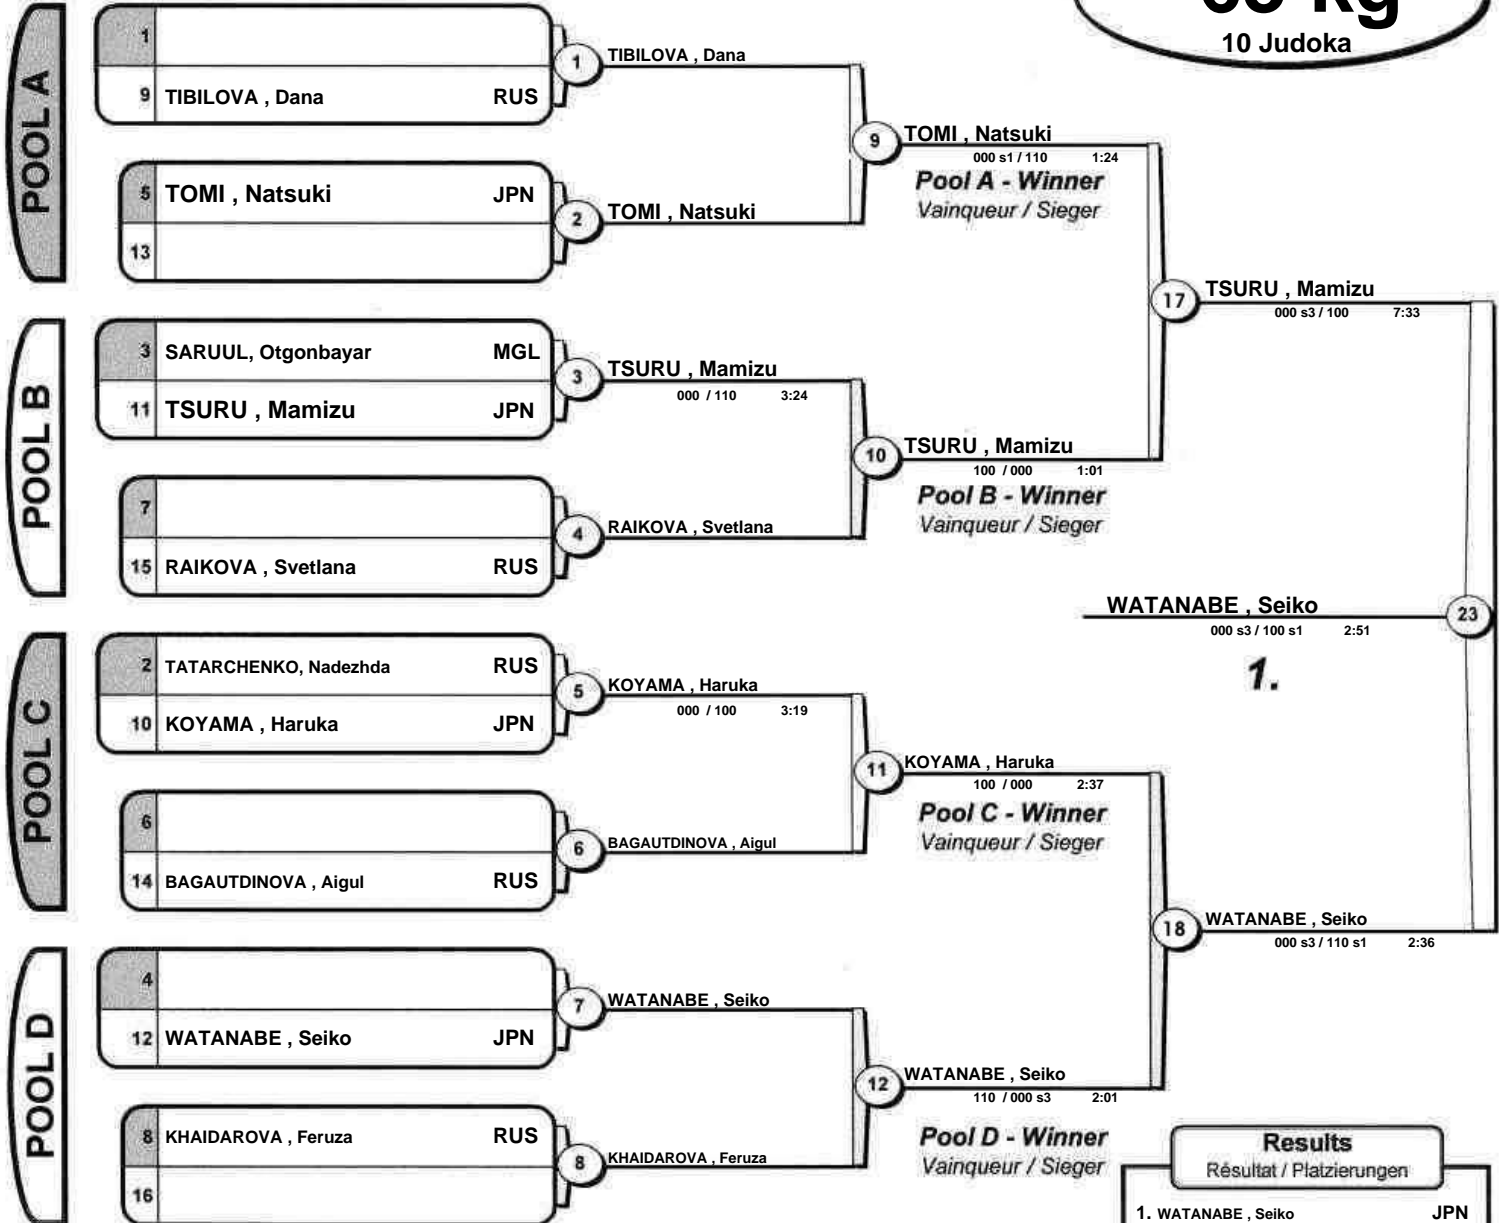 10 Judoka
POOL A
1
9 TIBILOVA , Dana RUS
1 TIBILOVA , Dana
5 TOMI , Natsuki JPN
13
2 TOMI , Natsuki
9 TOMI , Natsuki
000 s1 / 110 1:24
Pool A - Winner
Vainqueur / Sieger
POOL B
3 SARUUL, Otgonbayar MGL
11 TSURU , Mamizu JPN
3 TSURU , Mamizu
000 / 110 3:24
7
15 RAIKOVA , Svetlana RUS
4 RAIKOVA , Svetlana
10 TSURU , Mamizu
100 / 000 1:01
Pool B - Winner
Vainqueur / Sieger
17 TSURU , Mamizu
000 s3 / 100 7:33
WATANABE , Seiko 23
000 s3 / 100 s1 2:51
1.
POOL C
2 TATARCHENKO, Nadezhda RUS
10 KOYAMA , Haruka JPN
5 KOYAMA , Haruka
000 / 100 3:19
6
14 BAGAUTDINOVA , Aigul RUS
6 BAGAUTDINOVA , Aigul
11 KOYAMA , Haruka
100 / 000 2:37
Pool C - Winner
Vainqueur / Sieger
18 WATANABE , Seiko
000 s3 / 110 s1 2:36
POOL D
4
12 WATANABE , Seiko JPN
7 WATANABE , Seiko
8 KHAIDAROVA , Feruza RUS
16
8 KHAIDAROVA , Feruza
12 WATANABE , Seiko
110 / 000 s3 2:01
Pool D - Winner
Vainqueur / Sieger
Results
Résultat / Platzierungen
1. WATANABE , Seiko JPN